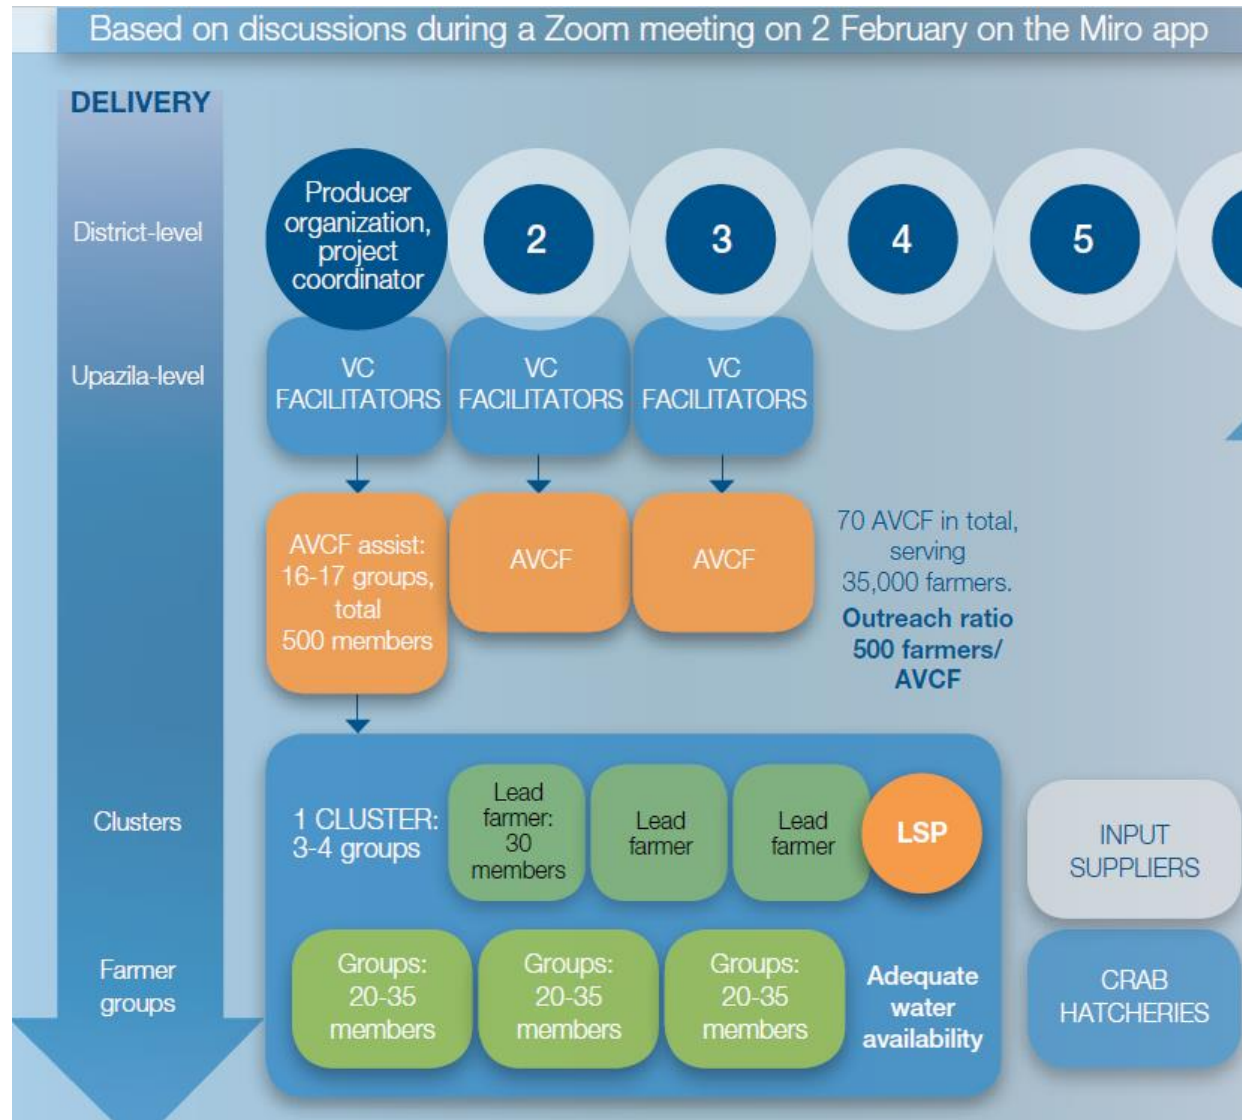 Based on discussions during a Zoom meeting on 2 February on the Miro app
DELIVERY
District-level
Producer
organization,
project
coordinator
2
3
4
5
Upazila-level
VC
FACILITATORS
VC
FACILITATORS
VC
FACILITATORS
AVCF assist:
16-17 groups,
total
500 members
AVCF
AVCF
70 AVCF in total,
serving
35,000 farmers.
Outreach ratio
500 farmers/
AVCF
Clusters
1 CLUSTER:
3-4 groups
Lead
farmer:
30
members
Lead
farmer
Lead
farmer
LSP
INPUT
SUPPLIERS
Farmer
groups
Groups:
20-35
members
Groups:
20-35
members
Groups:
20-35
members
Adequate
water
availability
CRAB
HATCHERIES